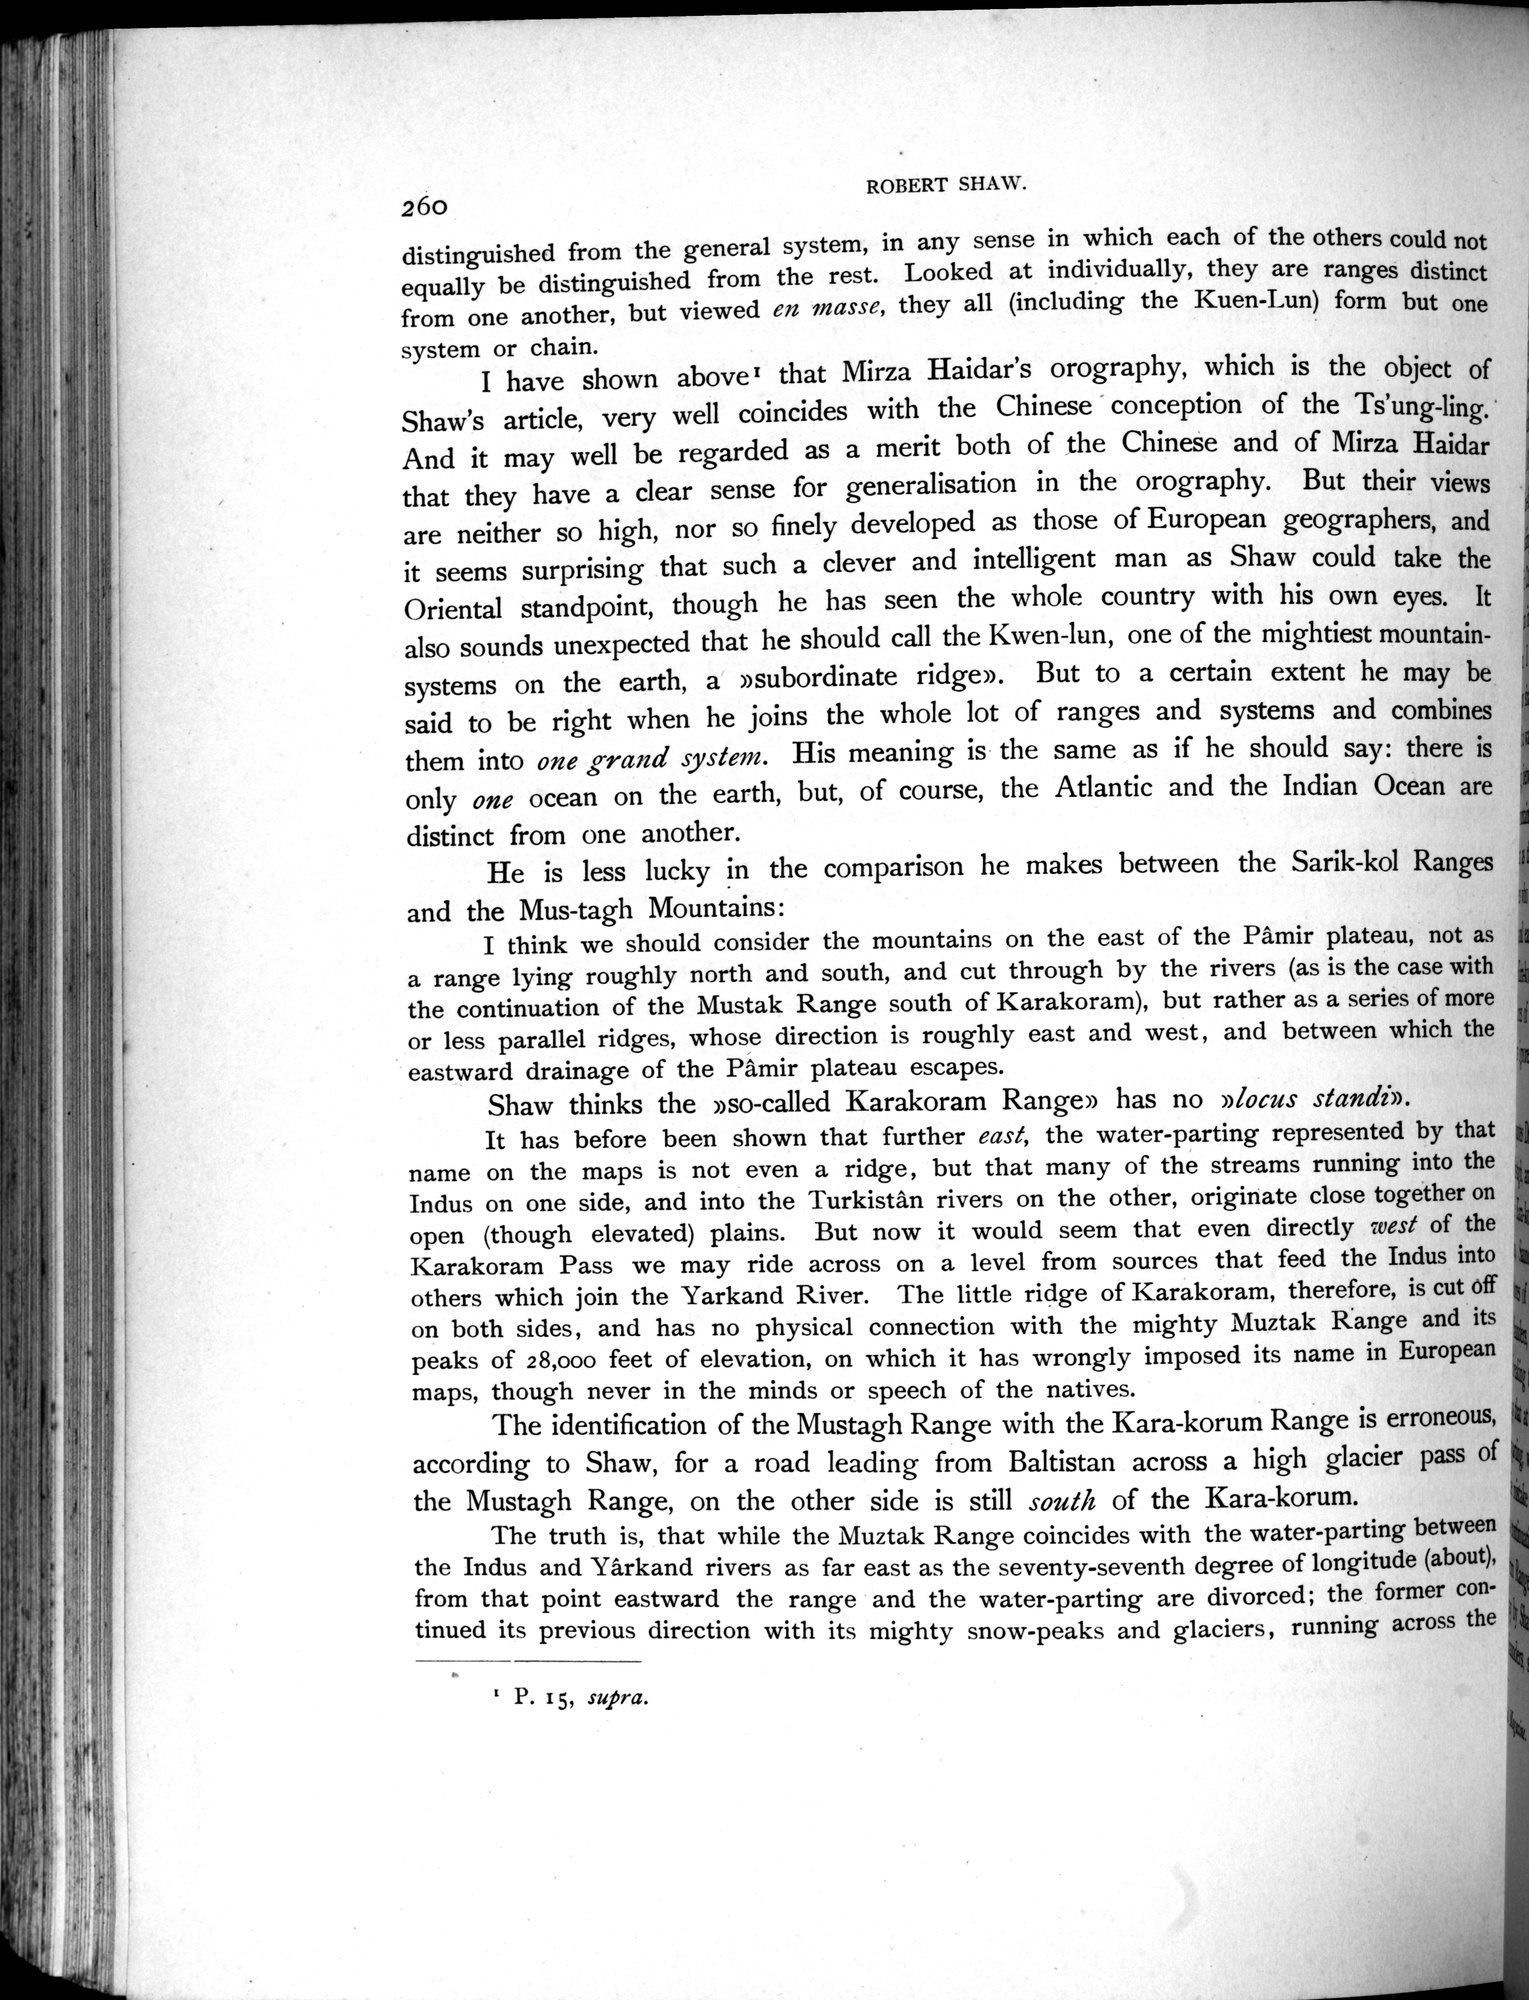 ROBERT SHAW.
260
distinguished from the general system, in any sense in which each of the others could not
equally be distinguished from the rest. Looked at individually, they are ranges distinct
from one another, but viewed en masse, they all (including the Kuen-Lun) form but one
system or chain.
I have shown above¹ that Mirza Haidar's orography, which is the object of
Shaw's article, very well coincides with the Chinese conception of the Ts'ung-ling.
And it may well be regarded as a merit both of the Chinese and of Mirza Haidar
that they have a clear sense for generalisation in the orography. But their views
are neither so high, nor so finely developed as those of European geographers, and
it seems surprising that such a clever and intelligent man as Shaw could take the
Oriental standpoint, though he has seen the whole country with his own eyes. It
also sounds unexpected that he should call the Kwen-lun, one of the mightiest mountain-
systems on the earth, a »subordinate ridge». But to a certain extent he may be
said to be right when he joins the whole lot of ranges and systems and combines
them into one grand system. His meaning is the same as if he should say: there is
only one ocean on the earth, but, of course, the Atlantic and the Indian Ocean are
distinct from one another.
He is less lucky in the comparison he makes between the Sarik-kol Ranges
and the Mus-tagh Mountains:
I think we should consider the mountains on the east of the Pâmir plateau, not as
a range lying roughly north and south, and cut through by the rivers (as is the case with
the continuation of the Mustak Range south of Karakoram), but rather as a series of more
or less parallel ridges, whose direction is roughly east and west, and between which the
eastward drainage of the Pâmir plateau escapes.
Shaw thinks the »so-called Karakoram Range» has no »locus standi».
It has before been shown that further east, the water-parting represented by that
name on the maps is not even a ridge, but that many of the streams running into the
Indus on one side, and into the Turkistân rivers on the other, originate close together on
open (though elevated) plains. But now it would seem that even directly west of the
Karakoram Pass we may ride across on a level from sources that feed the Indus into
others which join the Yarkand River. The little ridge of Karakoram, therefore, is cut off
on both sides, and has no physical connection with the mighty Muztak Range and its
peaks of 28,000 feet of elevation, on which it has wrongly imposed its name in European
maps, though never in the minds or speech of the natives.
The identification of the Mustagh Range with the Kara-korum Range is erroneous,
according to Shaw, for a road leading from Baltistan across a high glacier pass of
the Mustagh Range, on the other side is still south of the Kara-korum.
The truth is, that while the Muztak Range coincides with the water-parting between
the Indus and Yârkand rivers as far east as the seventy-seventh degree of longitude (about),
from that point eastward the range and the water-parting are divorced; the former con-
tinued its previous direction with its mighty snow-peaks and glaciers, running across the
¹ P. 15, supra.